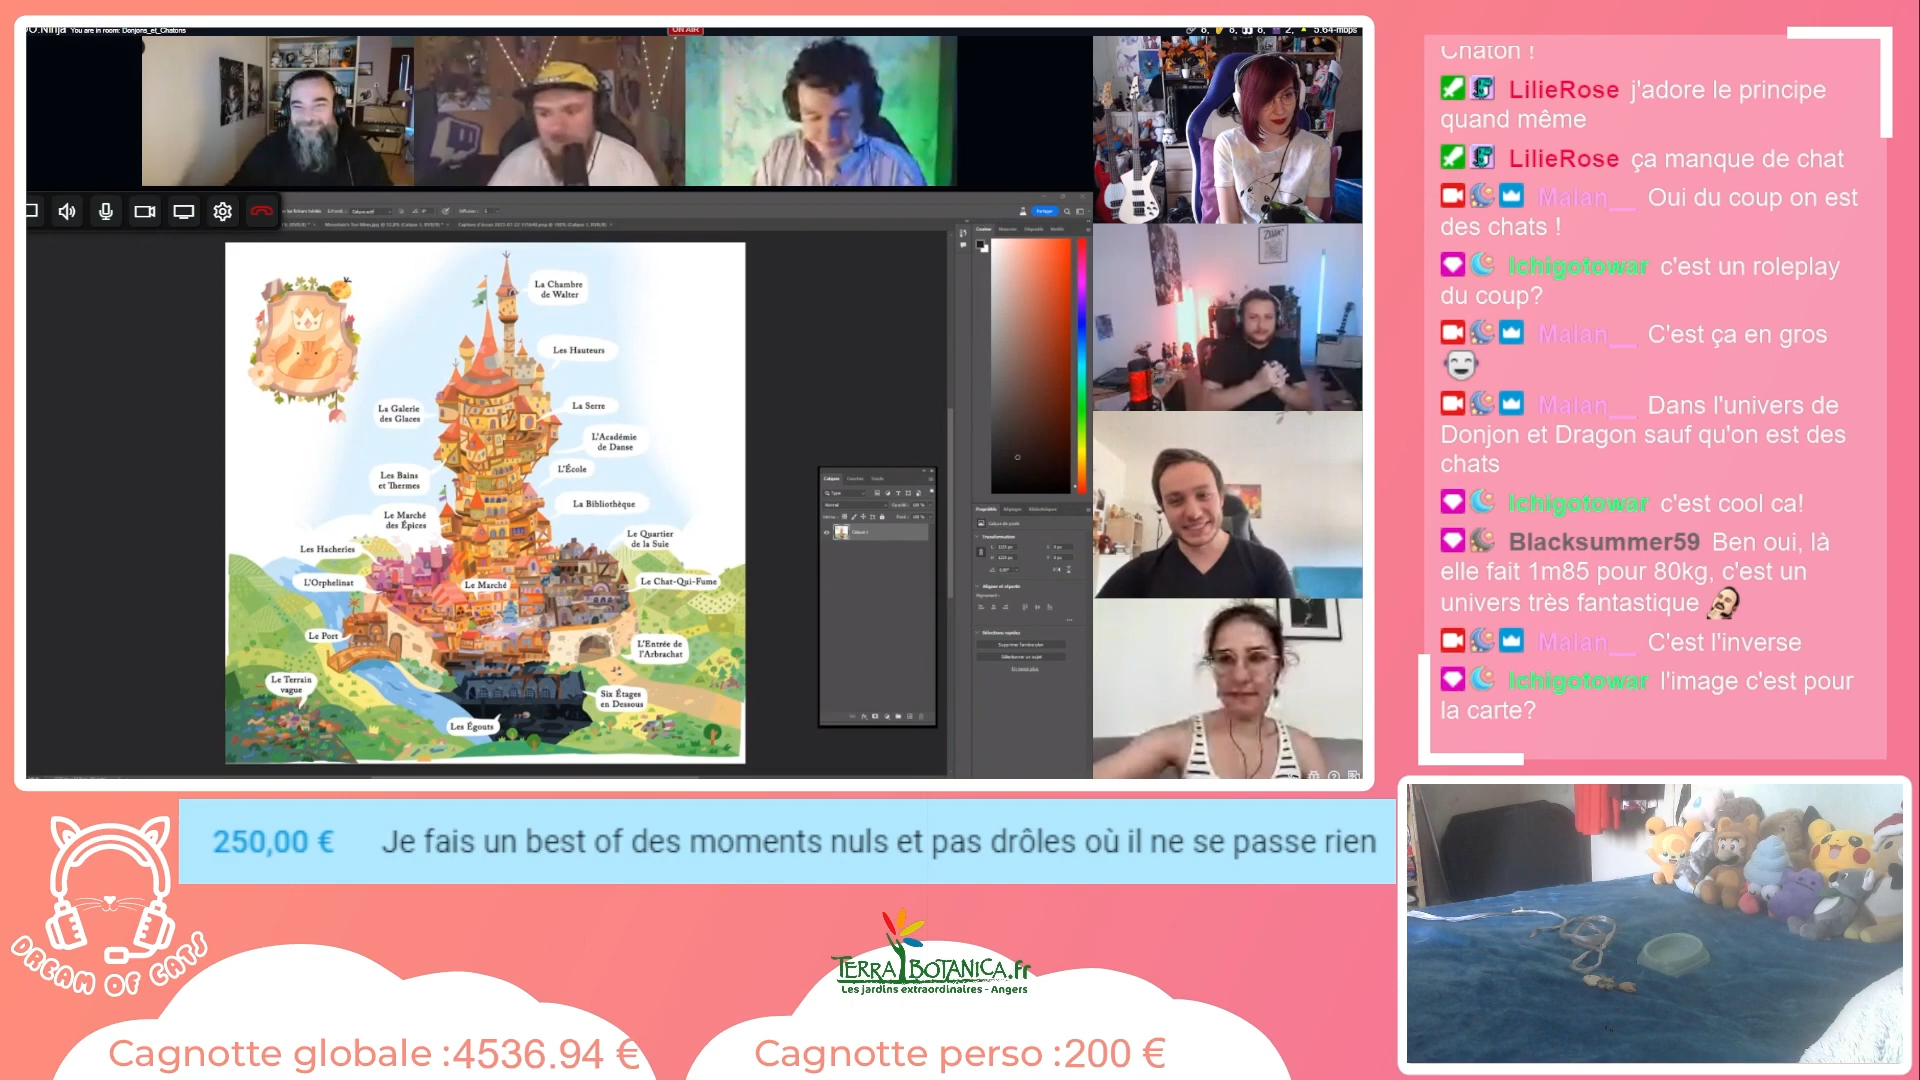 O.Ninja You are in room: Donjons_et_Chatons
ON AIR
La Chambre
de Walter
Les Hauteurs
La Galerie
des Glaces
La Serre
L'Académie
de Danse
L'École
Les Bains
et Thermes
La Bibliothèque
Le Marché
des Épices
Le Quartier
de la Suie
Les Hacheries
L'Orphelinat
Le Marché
Le Chat-Qui-Fume
Le Port
L'Entrée de
l'Arbrachat
Le Terrain
vague
Six Étages
en Dessous
Les Égouts
Chaton !
LilieRose j'adore le principe
quand même
LilieRose ça manque de chat
Malan__ Oui du coup on est
des chats !
Ichigotowar c'est un roleplay
du coup?
Malan__ C'est ça en gros
Malan__ Dans l'univers de
Donjon et Dragon sauf qu'on est des
chats
Ichigotowar c'est cool ca!
Blacksummer59 Ben oui, là
elle fait 1m85 pour 80kg, c'est un
univers très fantastique
Malan__ C'est l'inverse
Ichigotowar l'image c'est pour
la carte?
250,00 € Je fais un best of des moments nuls et pas drôles où il ne se passe rien
DREAM OF CATS
TERRA BOTANICA.fr
Les jardins extraordinaires - Angers
Cagnotte globale :4536.94 €
Cagnotte perso :200 €